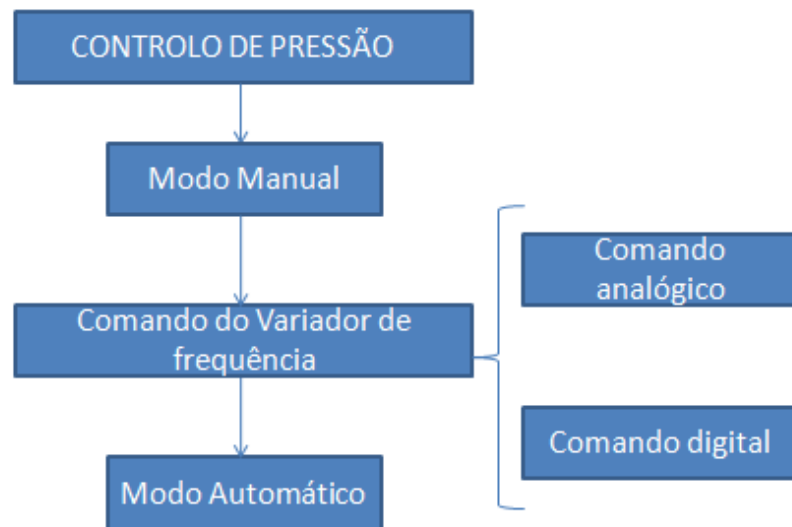 CONTROLO DE PRESSÃO
Modo Manual
Comando do Variador de
frequência
Modo Automático
Comando
analógico
Comando digital